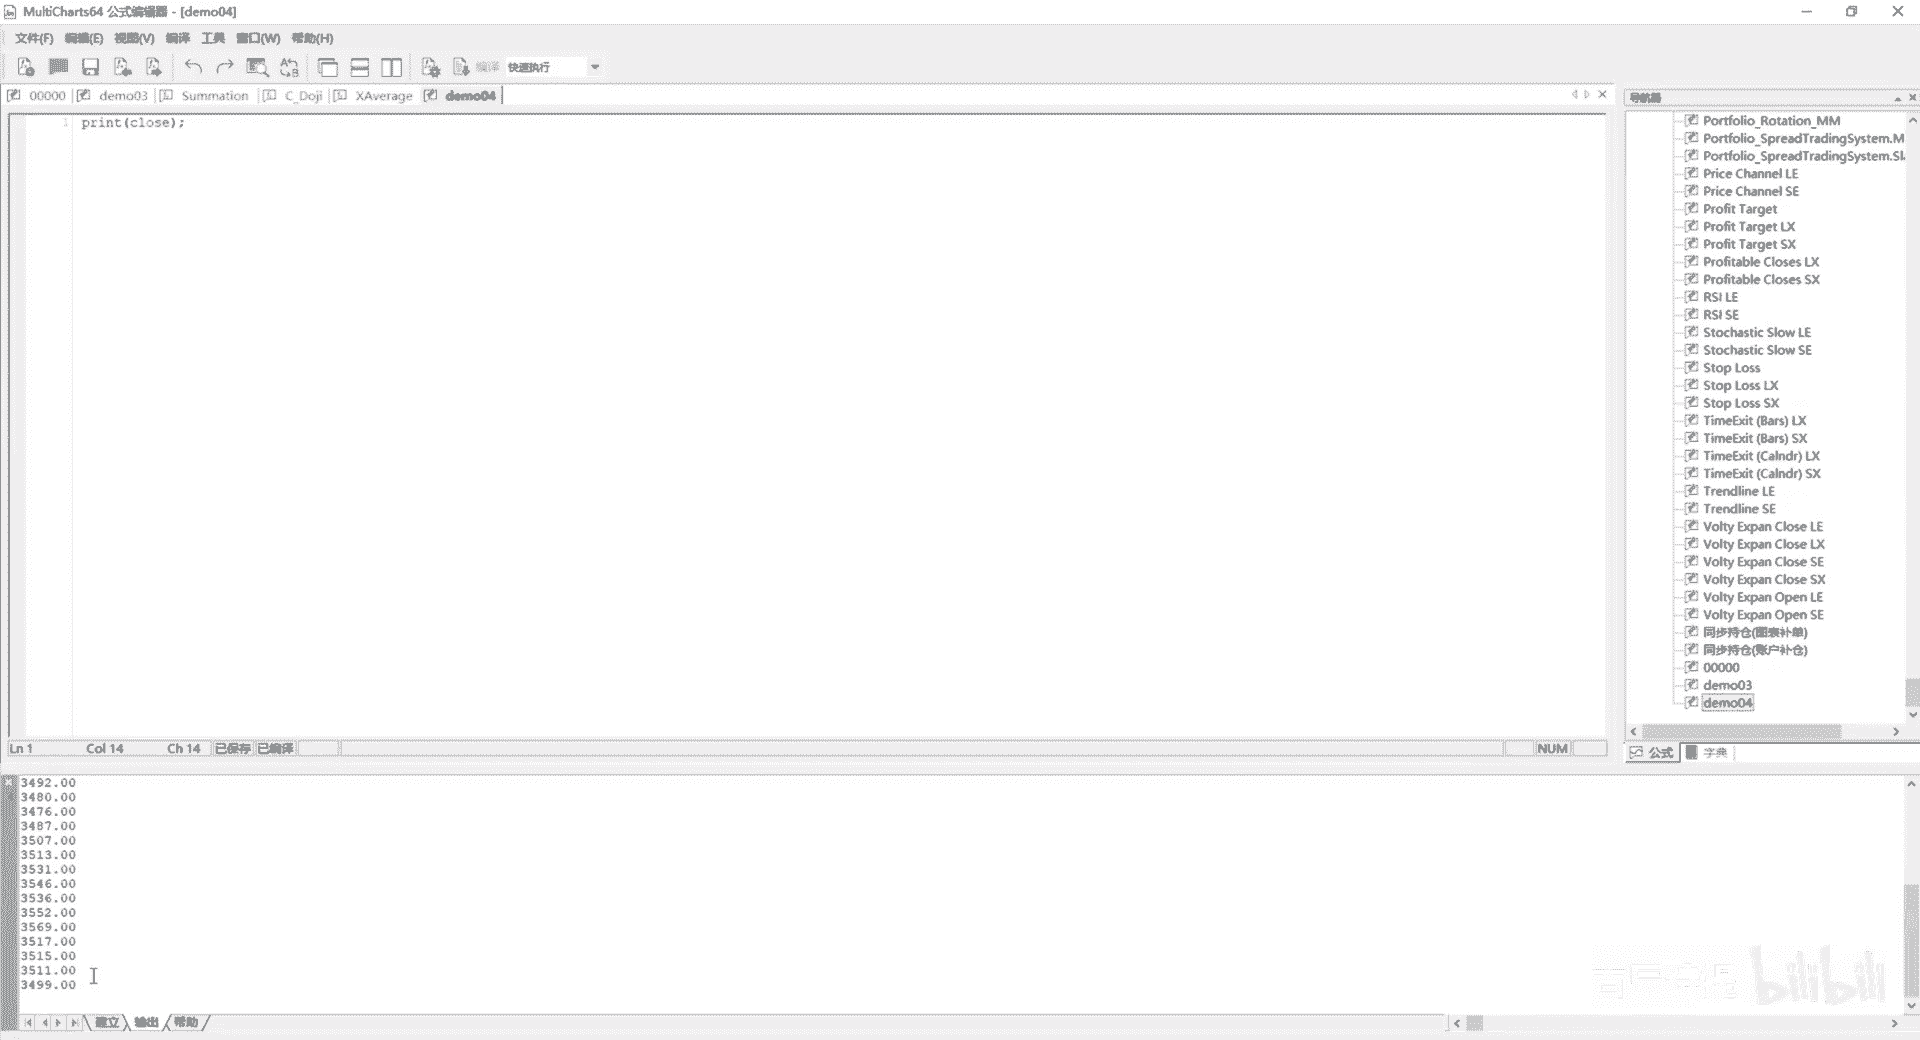 MultiCharts64 公式编辑器 - [demo04]
文件(F) 编辑(E) 视图(V) 编译 工具 窗口(W) 帮助(H)
编译 快速执行
00000 demo03 Summation C_Doji XAverage demo04
1 print(close);
Ln 1 Col 14 Ch 14 已保存 已编译 NUM
导航器
Portfolio_Rotation_MM
Portfolio_SpreadTradingSystem.M
Portfolio_SpreadTradingSystem.Si
Price Channel LE
Price Channel SE
Profit Target
Profit Target LX
Profit Target SX
Profitable Closes LX
Profitable Closes SX
RSI LE
RSI SE
Stochastic Slow LE
Stochastic Slow SE
Stop Loss
Stop Loss LX
Stop Loss SX
TimeExit (Bars) LX
TimeExit (Bars) SX
TimeExit (Calndr) LX
TimeExit (Calndr) SX
Trendline LE
Trendline SE
Volty Expan Close LE
Volty Expan Close LX
Volty Expan Close SE
Volty Expan Close SX
Volty Expan Open LE
Volty Expan Open SE
同步持仓(图表补单)
同步持仓(账户补仓)
00000
demo03
demo04
公式 字典
3492.00
3480.00
3476.00
3487.00
3507.00
3513.00
3531.00
3546.00
3536.00
3552.00
3569.00
3517.00
3515.00
3511.00
3499.00
建立 输出 帮助
bilibili